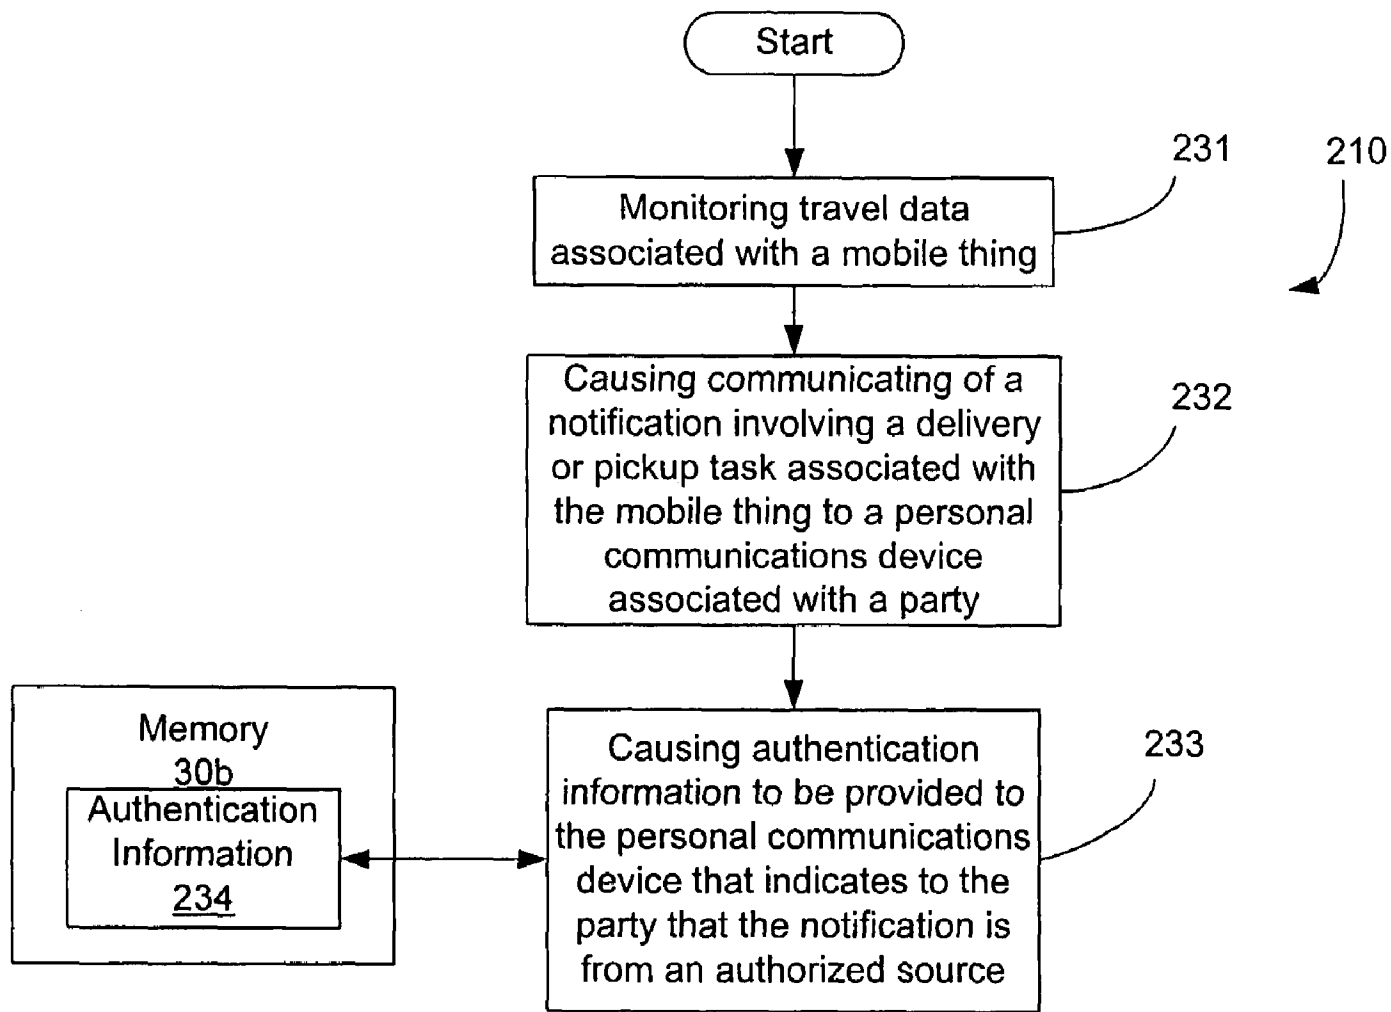 Start
231
210
Monitoring travel data
associated with a mobile thing
Causing communicating of a
notification involving a delivery
or pickup task associated with
the mobile thing to a personal
communications device
associated with a party
232
Memory
30b
Authentication
Information
234
Causing authentication
information to be provided to
the personal communications
device that indicates to the
party that the notification is
from an authorized source
233